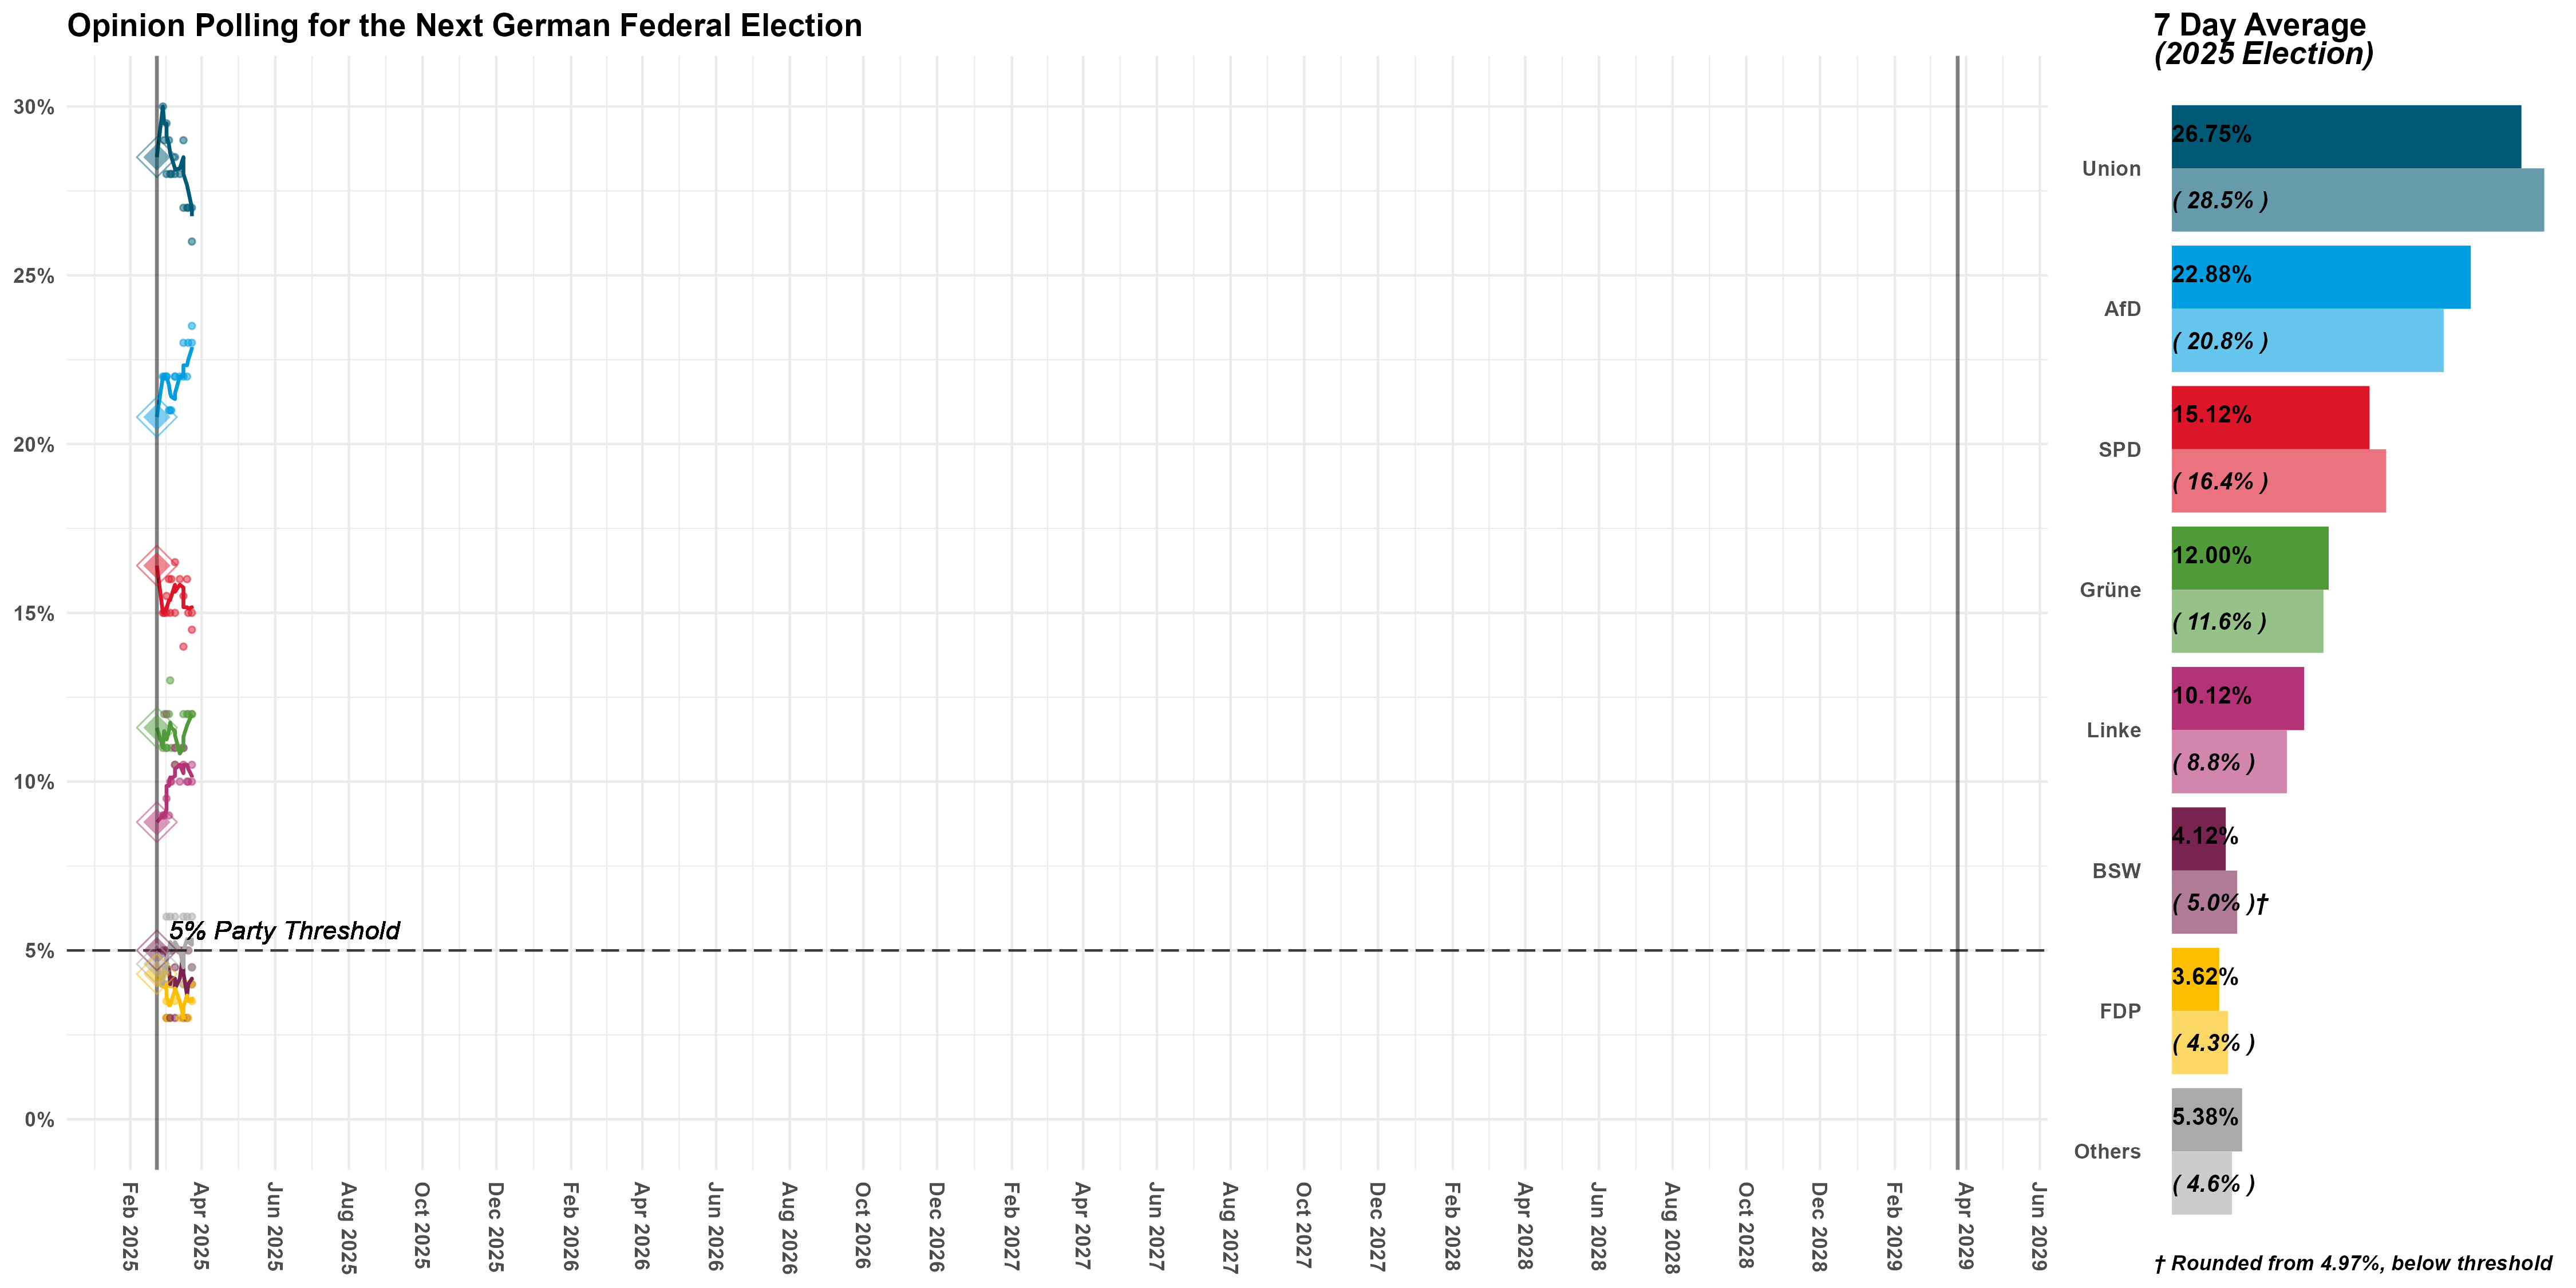 Opinion Polling for the Next German Federal Election
30%
25%
20%
15%
10%
5%
0%
5% Party Threshold
Feb 2025
Apr 2025
Jun 2025
Aug 2025
Oct 2025
Dec 2025
Feb 2026
Apr 2026
Jun 2026
Aug 2026
Oct 2026
Dec 2026
Feb 2027
Apr 2027
Jun 2027
Aug 2027
Oct 2027
Dec 2027
Feb 2028
Apr 2028
Jun 2028
Aug 2028
Oct 2028
Dec 2028
Feb 2029
Apr 2029
Jun 2029
7 Day Average
(2025 Election)
Union
26.75%
( 28.5% )
AfD
22.88%
( 20.8% )
SPD
15.12%
( 16.4% )
Grüne
12.00%
( 11.6% )
Linke
10.12%
( 8.8% )
BSW
4.12%
( 5.0% )†
FDP
3.62%
( 4.3% )
Others
5.38%
( 4.6% )
† Rounded from 4.97%, below threshold